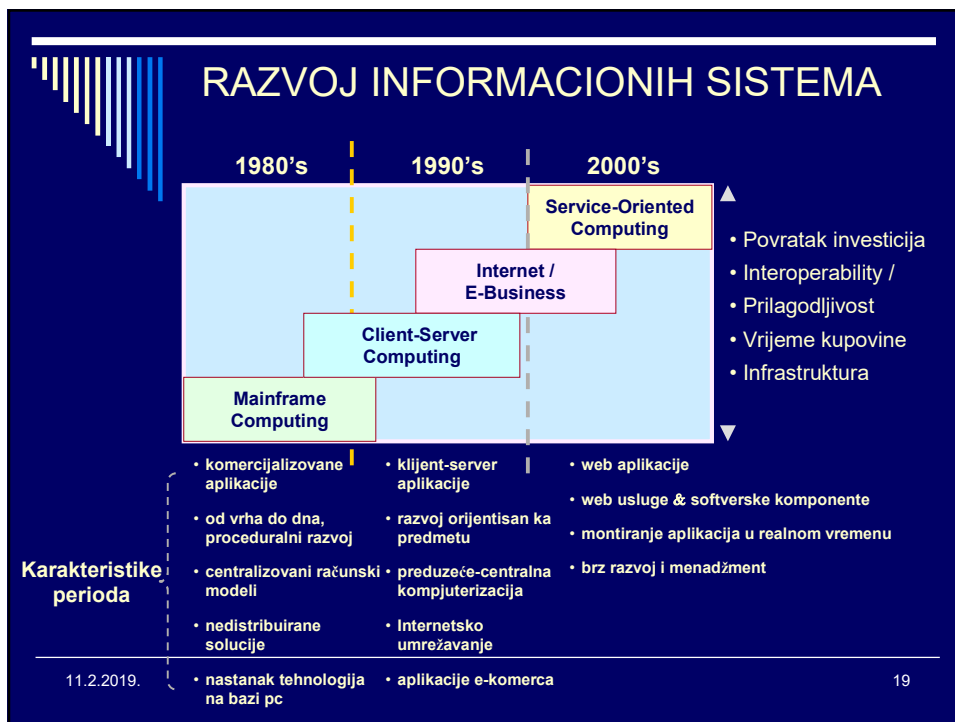 RAZVOJ INFORMACIONIH SISTEMA
1980’s
1990’s
2000’s
Service-Oriented
Computing
Internet /
E-Business
Client-Server
Computing
Mainframe
Computing
• Povratak investicija
• Interoperability /
• Prilagodljivost
• Vrijeme kupovine
• Infrastruktura
Karakteristike
perioda
• komercijalizovane
aplikacije
• od vrha do dna,
proceduralni razvoj
• centralizovani računski
modeli
• nedistribuirane
solucije
• nastanak tehnologija
na bazi pc
• klijent-server
aplikacije
• razvoj orijentisan ka
predmetu
• preduzeće-centralna
kompjuterizacija
• Internetsko
umrežavanje
• aplikacije e-komerca
• web aplikacije
• web usluge & softverske komponente
• montiranje aplikacija u realnom vremenu
• brz razvoj i menadžment
11.2.2019.
19